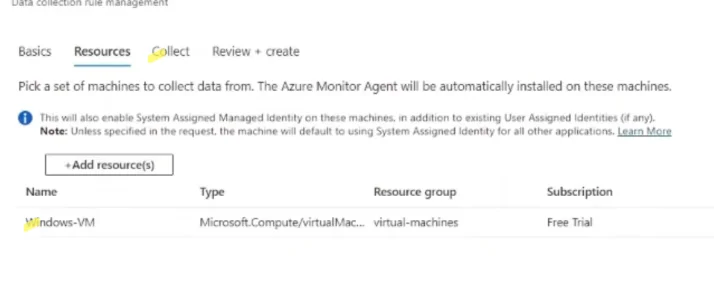 Data collection rule management
Basics Resources Collect Review + create
Pick a set of machines to collect data from. The Azure Monitor Agent will be automatically installed on these machines.
This will also enable System Assigned Managed Identity on these machines, in addition to existing User Assigned Identities (if any).
Note: Unless specified in the request, the machine will default to using System Assigned Identity for all other applications. Learn More
+Add resource(s)
Name Type Resource group Subscription
Windows-VM Microsoft.Compute/virtualMac... virtual-machines Free Trial